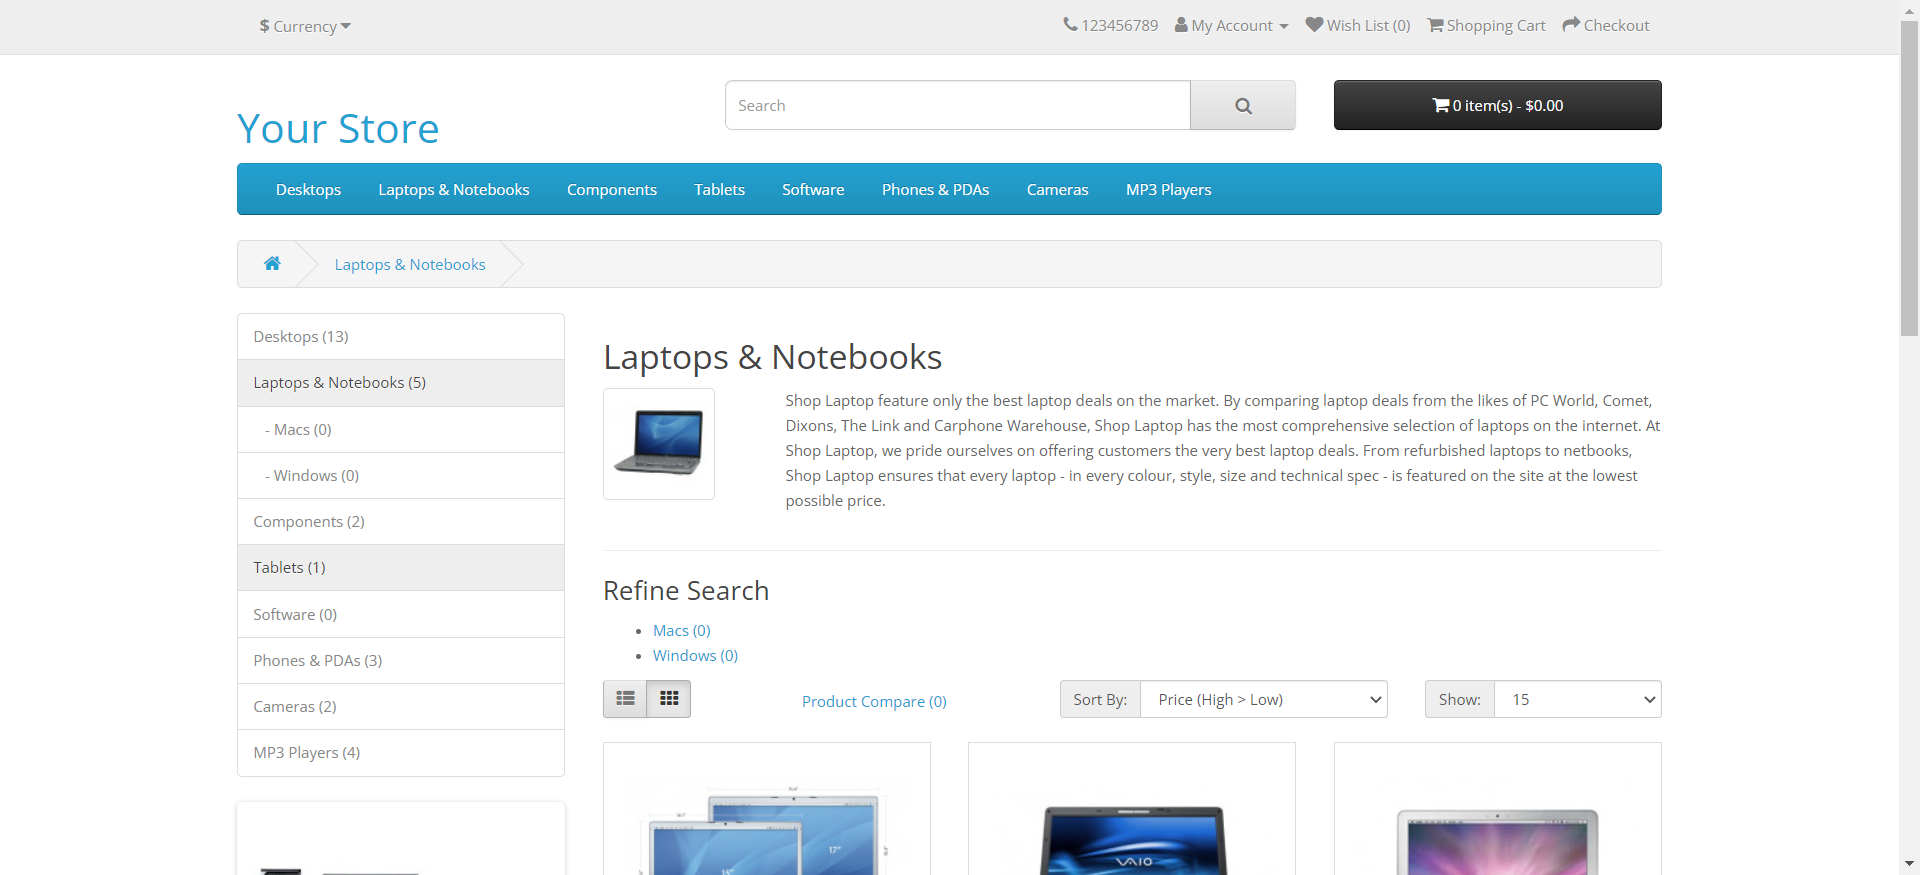 $ Currency
123456789 My Account Wish List (0) Shopping Cart Checkout
Your Store
Search
0 item(s) - $0.00
Desktops Laptops & Notebooks Components Tablets Software Phones & PDAs Cameras MP3 Players
Laptops & Notebooks
Desktops (13)
Laptops & Notebooks (5)
- Macs (0)
- Windows (0)
Components (2)
Tablets (1)
Software (0)
Phones & PDAs (3)
Cameras (2)
MP3 Players (4)
Laptops & Notebooks
Shop Laptop feature only the best laptop deals on the market. By comparing laptop deals from the likes of PC World, Comet,
Dixons, The Link and Carphone Warehouse, Shop Laptop has the most comprehensive selection of laptops on the internet. At
Shop Laptop, we pride ourselves on offering customers the very best laptop deals. From refurbished laptops to netbooks,
Shop Laptop ensures that every laptop - in every colour, style, size and technical spec - is featured on the site at the lowest
possible price.
Refine Search
Macs (0)
Windows (0)
Product Compare (0)
Sort By: Price (High > Low)
Show: 15
17"
15"
VAIO